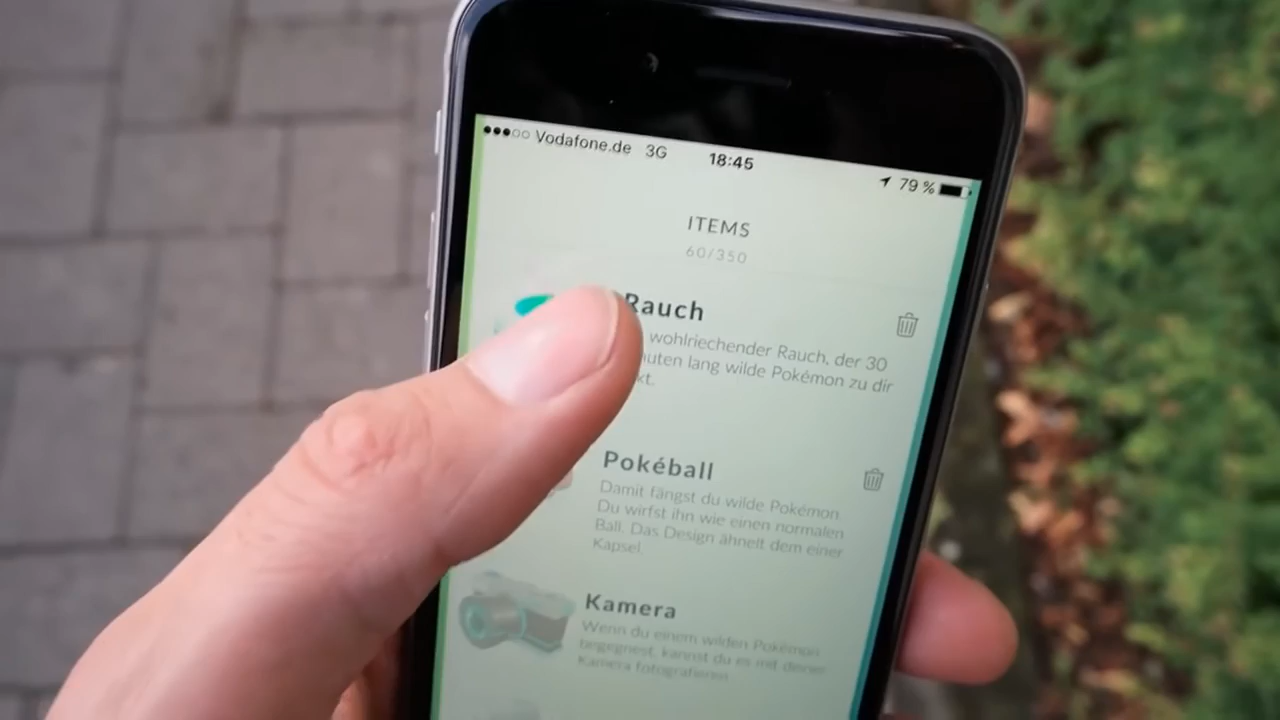 Vodafone.de 3G 18:45 79 %
ITEMS
60/350
Rauch
wohlriechender Rauch, der 30
uten lang wilde Pokémon zu dir
kt.
Pokéball
Damit fängst du wilde Pokémon
Du wirfst ihn wie einen normalen
Ball. Das Design ähnelt dem einer
Kapsel
Kamera
Wenn du einem wilden Pokémon
begegnest, kannst du es mit deiner
Kamera fotografieren.